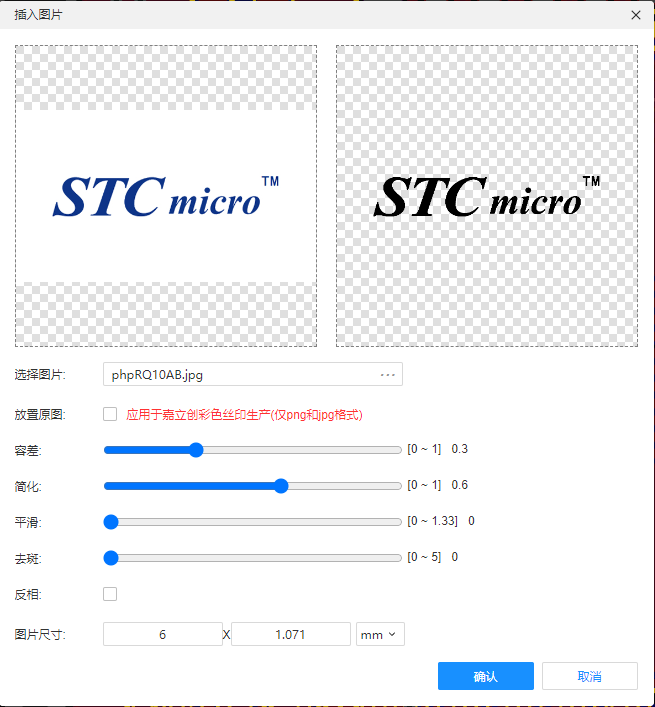 插入图片
STC micro TM
STC micro TM
选择图片: phpRQ10AB.jpg ···
放置原图: 应用于嘉立创彩色丝印生产(仅png和jpg格式)
容差: [0 ~ 1] 0.3
简化: [0 ~ 1] 0.6
平滑: [0 ~ 1.33] 0
去斑: [0 ~ 5] 0
反相:
图片尺寸: 6 X 1.071 mm
确认 取消